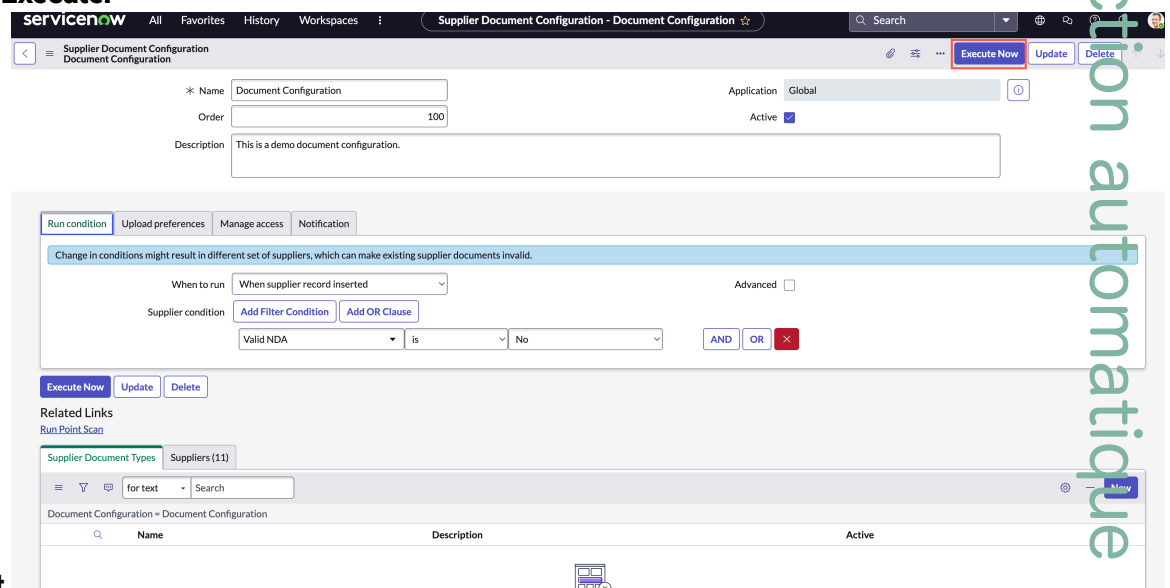 Execute.
servicenow All Favorites History Workspaces Supplier Document Configuration - Document Configuration ☆ Search
Supplier Document Configuration
Document Configuration
Execute Now Update Delete
* Name Document Configuration Application Global
Order 100 Active
Description This is a demo document configuration.
Run condition Upload preferences Manage access Notification
Change in conditions might result in different set of suppliers, which can make existing supplier documents invalid.
When to run When supplier record inserted Advanced
Supplier condition Add Filter Condition Add OR Clause
Valid NDA is No AND OR
Execute Now Update Delete
Related Links
Run Point Scan
Supplier Document Types Suppliers (11)
for text Search New
Document Configuration = Document Configuration
Name Description Active
ction automatique